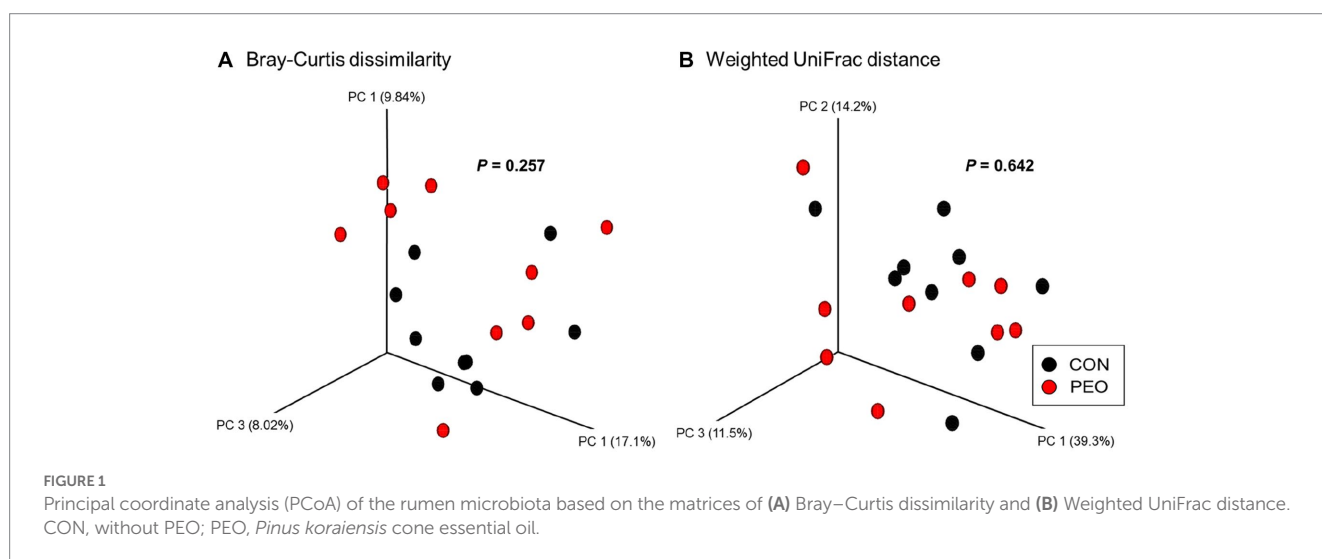 A Bray-Curtis dissimilarity
PC 1 (9.84%)
P = 0.257
PC 3 (8.02%)
PC 1 (17.1%)
B Weighted UniFrac distance
PC 2 (14.2%)
P = 0.642
CON
PEO
PC 3 (11.5%)
PC 1 (39.3%)
FIGURE 1
Principal coordinate analysis (PCoA) of the rumen microbiota based on the matrices of (A) Bray–Curtis dissimilarity and (B) Weighted UniFrac distance.
CON, without PEO; PEO, Pinus koraiensis cone essential oil.